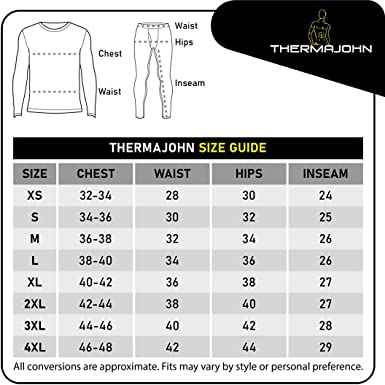 Chest
Waist
Waist
Hips
Inseam
THERMAJOHN
THERMAJOHN SIZE GUIDE
SIZE CHEST WAIST HIPS INSEAM
XS 32-34 28 30 24
S 34-36 30 32 25
M 36-38 32 34 26
L 38-40 34 36 26
XL 40-42 36 38 27
2XL 42-44 38 40 27
3XL 44-46 40 42 28
4XL 46-48 42 44 29
All conversions are approximate. Fits may vary by style or personal preference.